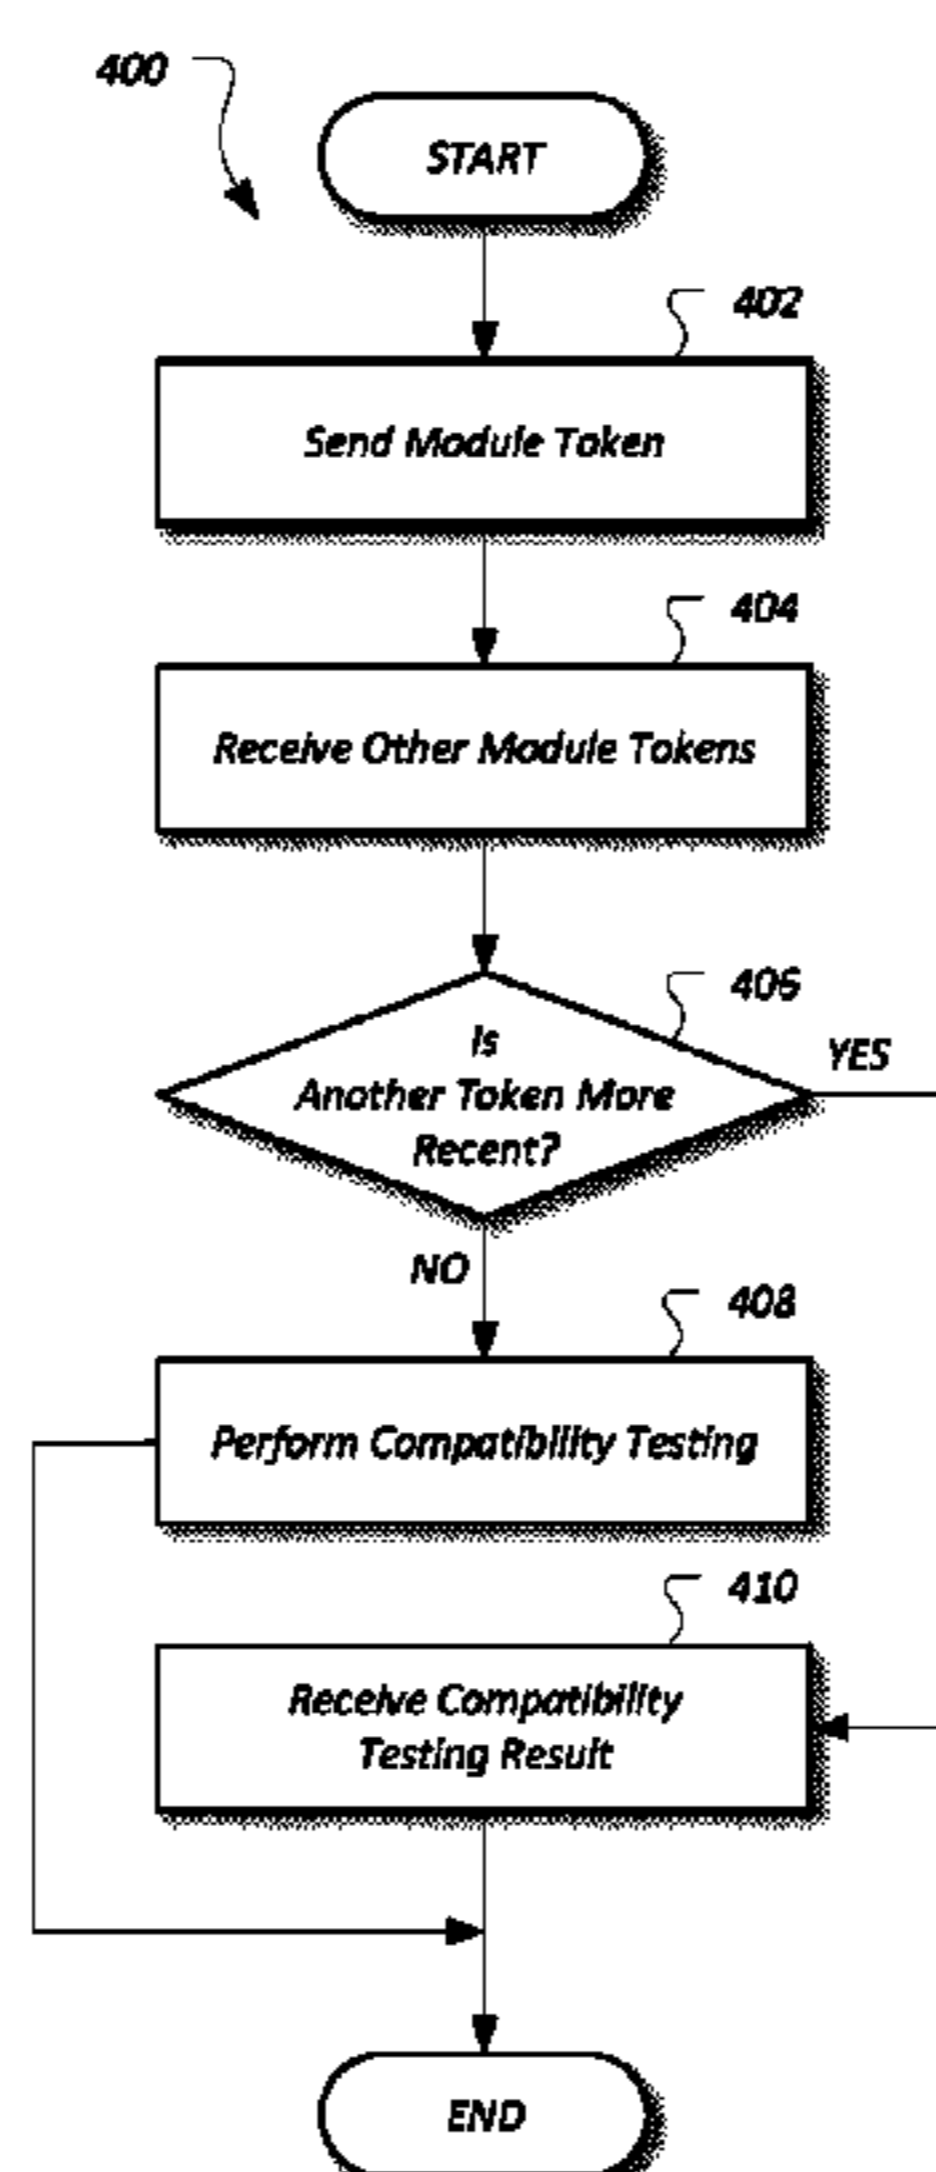 400
START
402
Send Module Token
404
Receive Other Module Tokens
406
Is
Another Token More
Recent?
YES
NO
408
Perform Compatibility Testing
410
Receive Compatibility
Testing Result
END